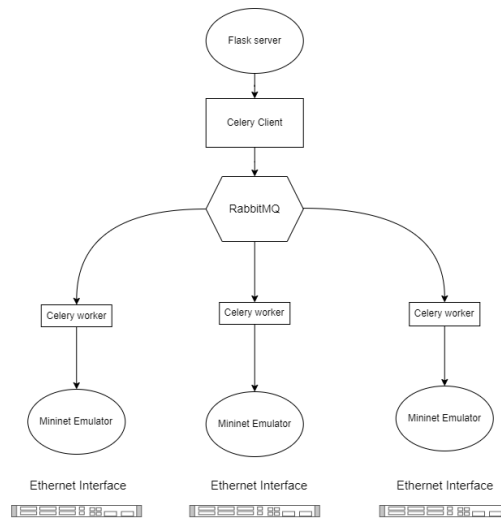 Flask server
Celery Client
RabbitMQ
Celery worker
Celery worker
Celery worker
Mininet Emulator
Mininet Emulator
Mininet Emulator
Ethernet Interface
Ethernet Interface
Ethernet Interface